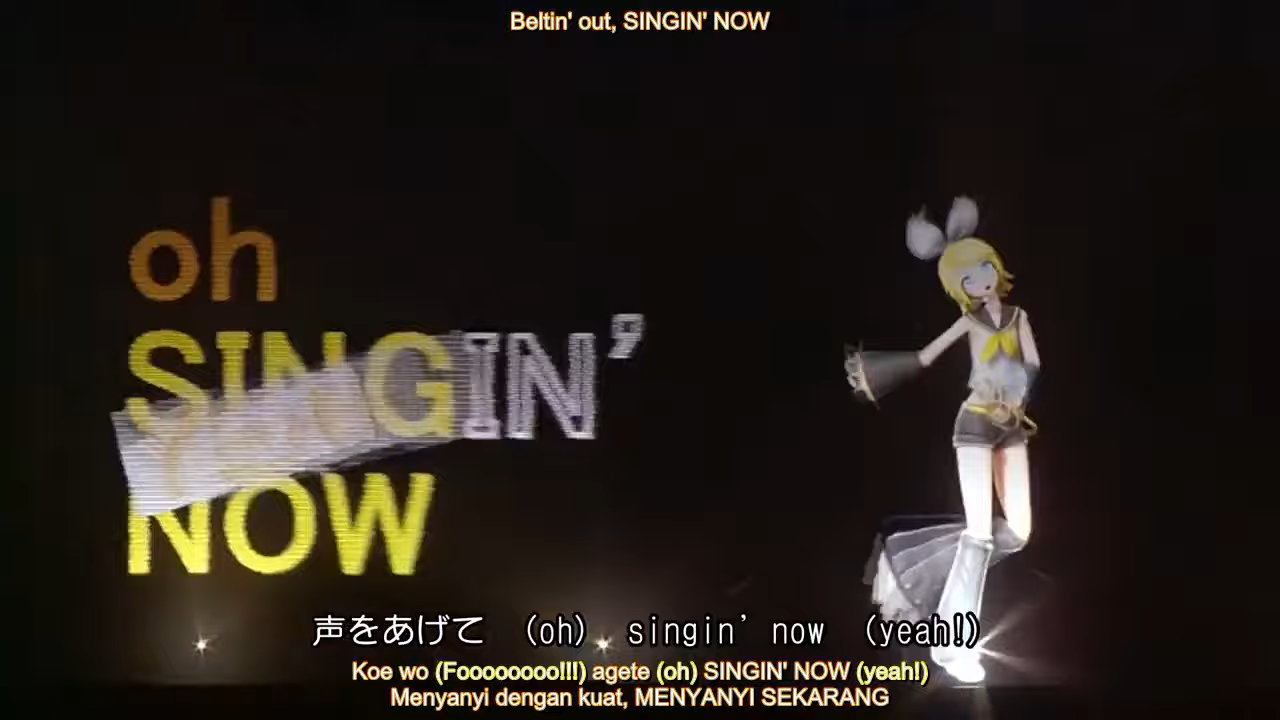 Beltin' out, SINGIN' NOW
oh
SINGIN'
NOW
声をあげて (oh) singin' now (yeah!)
Koe wo (Foooooooo!!!) agete (oh) SINGIN' NOW (yeah!)
Menyanyi dengan kuat, MENYANYI SEKARANG